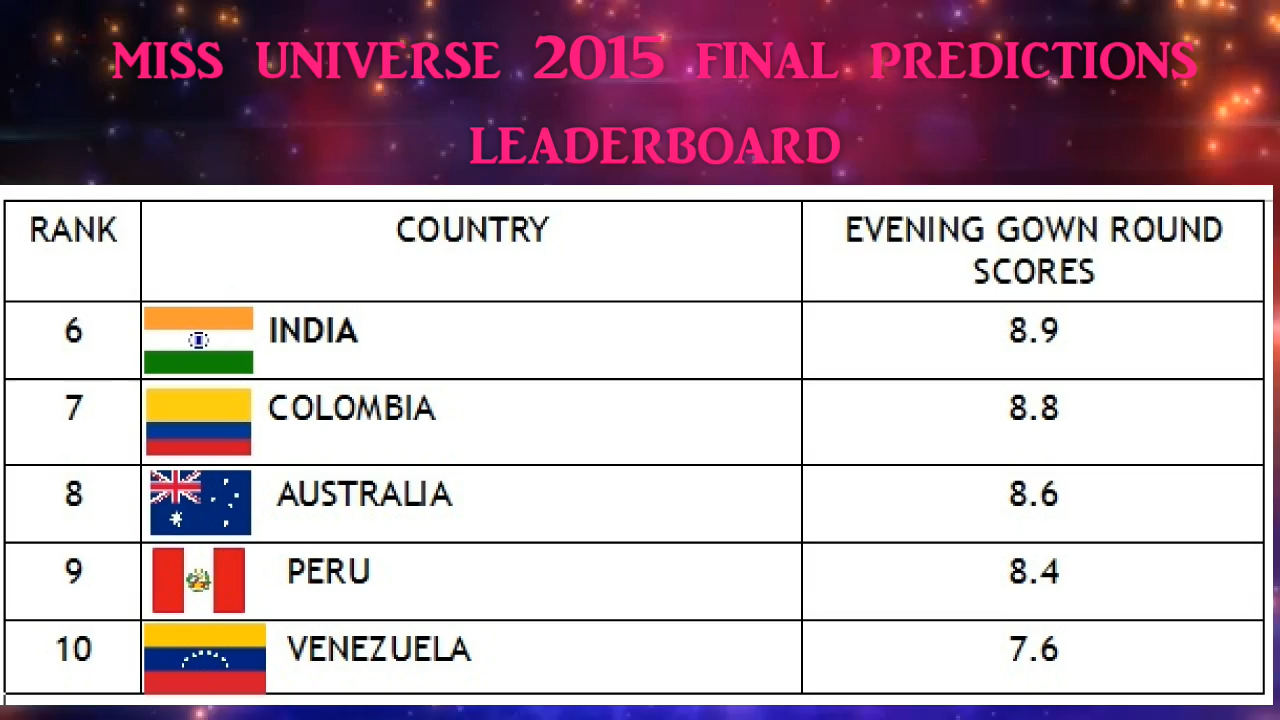 MISS UNIVERSE 2015 FINAL PREDICTIONS
LEADERBOARD
RANK COUNTRY EVENING GOWN ROUND
SCORES
6 INDIA 8.9
7 COLOMBIA 8.8
8 AUSTRALIA 8.6
9 PERU 8.4
10 VENEZUELA 7.6